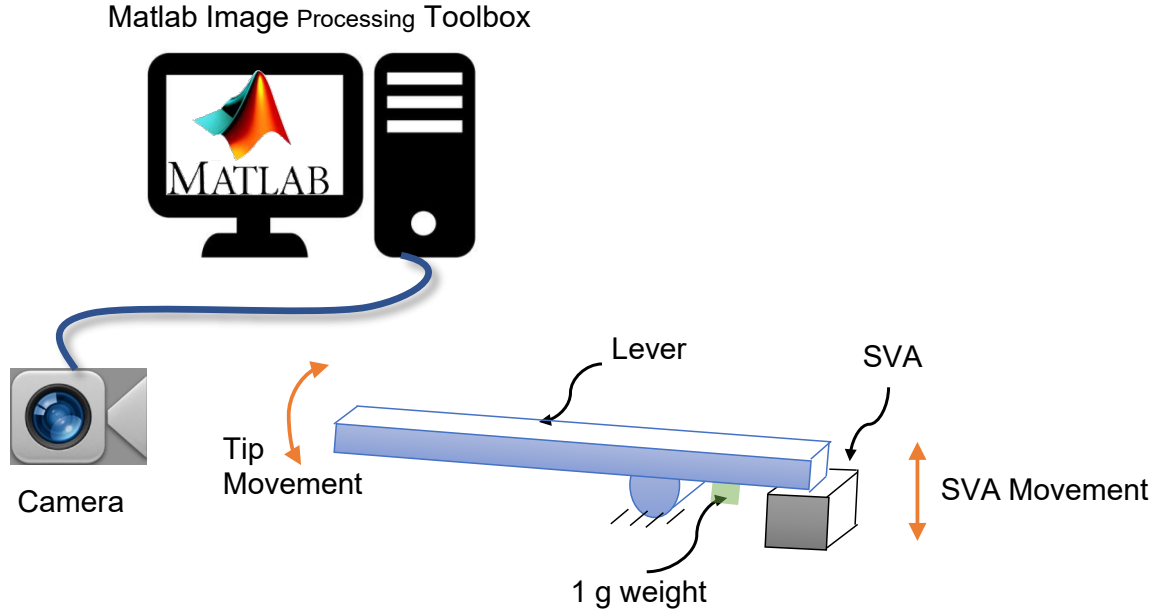 Matlab Image Processing Toolbox
MATLAB
Lever
SVA
Tip
Movement
SVA Movement
Camera
1 g weight